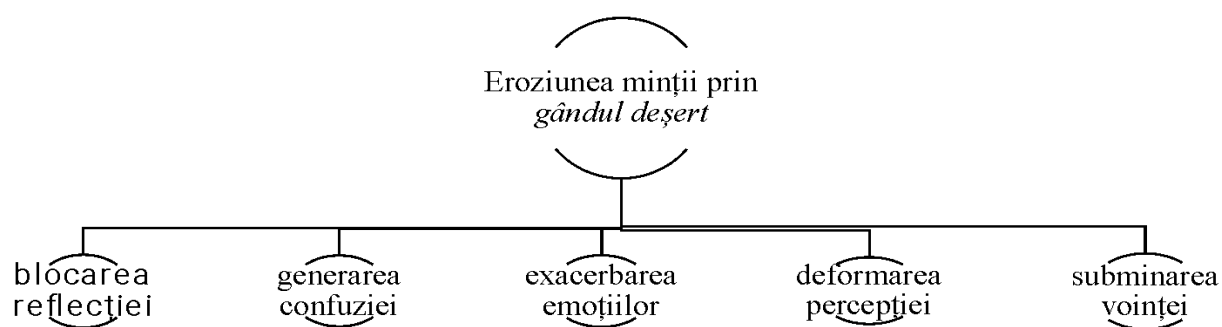 Eroziunea minții prin
gândul deșert
blocarea
reflecției
generarea
confuziei
exacerbarea
emoțiilor
deformarea
percepției
subminarea
voinței